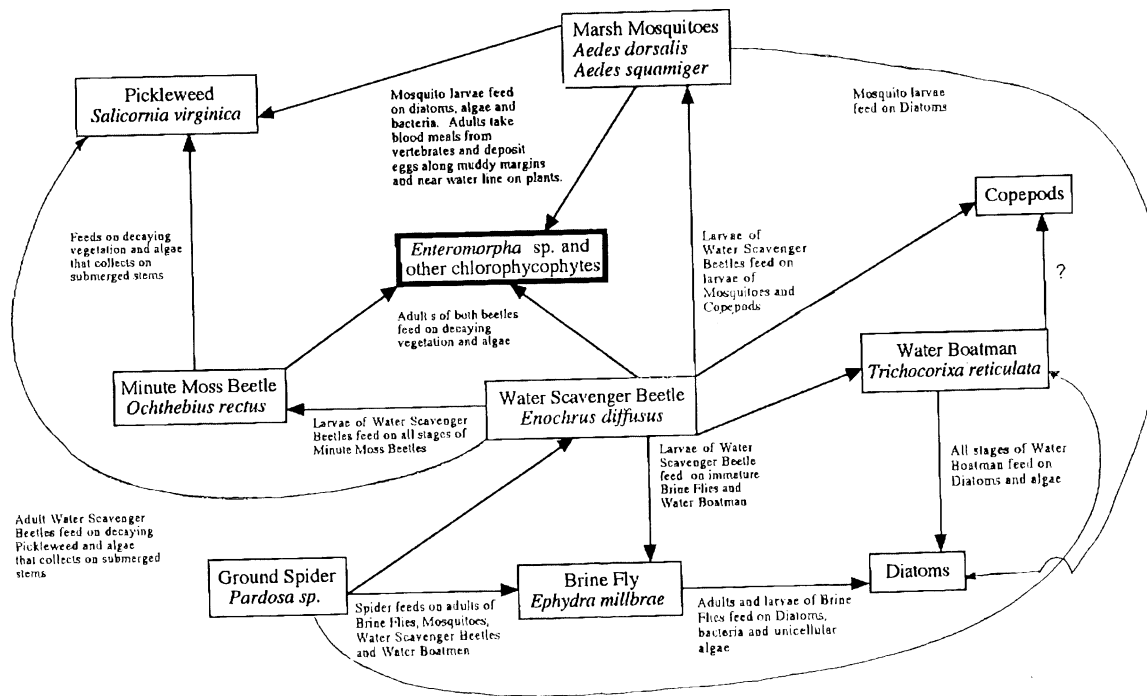 Marsh Mosquitoes
Aedes dorsalis
Aedes squamiger
Pickleweed
Salicornia virginica
Mosquito larvae feed
on diatoms, algae and
bacteria. Adults take
blood meals from
vertebrates and deposit
eggs along muddy margins
and near water line on plants.
Mosquito larvae
feed on Diatoms
Copepods
Feeds on decaying
vegetation and algae
that collects on
submerged stems
Enteromorpha sp. and
other chlorophycophytes
Larvae of
Water Scavenger
Beetles feed on
larvae of
Mosquitoes and
Copepods
?
Adults of both beetles
feed on decaying
vegetation and algae
Water Boatman
Trichocorixa reticulata
Minute Moss Beetle
Ochthebius rectus
Water Scavenger Beetle
Enochrus diffusus
Larvae of Water Scavenger
Beetles feed on all stages of
Minute Moss Beetles
Larvae of Water
Scavenger Beetle
feed on immature
Brine Flies and
Water Boatman
All stages of Water
Boatman feed on
Diatoms and algae
Adult Water Scavenger
Beetles feed on decaying
Pickleweed and algae
that collects on submerged
stems
Ground Spider
Pardosa sp.
Brine Fly
Ephydra millbrae
Diatoms
Spider feeds on adults of
Brine Flies, Mosquitoes,
Water Scavenger Beetles
and Water Boatmen
Adults and larvae of Brine
Flies feed on Diatoms,
bacteria and unicellular
algae